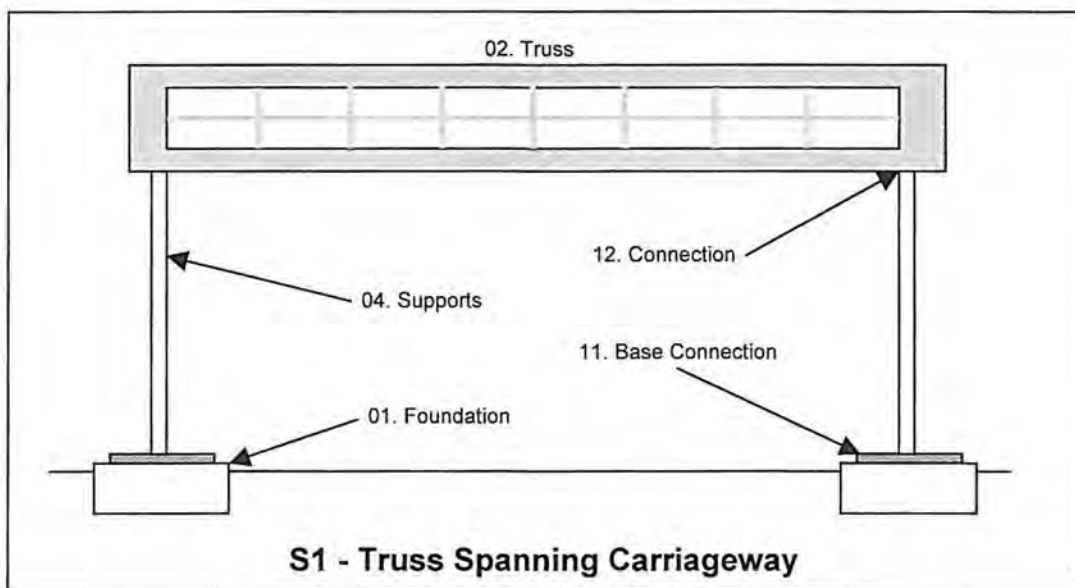 02. Truss
12. Connection
04. Supports
11. Base Connection
01. Foundation
S1 - Truss Spanning Carriageway